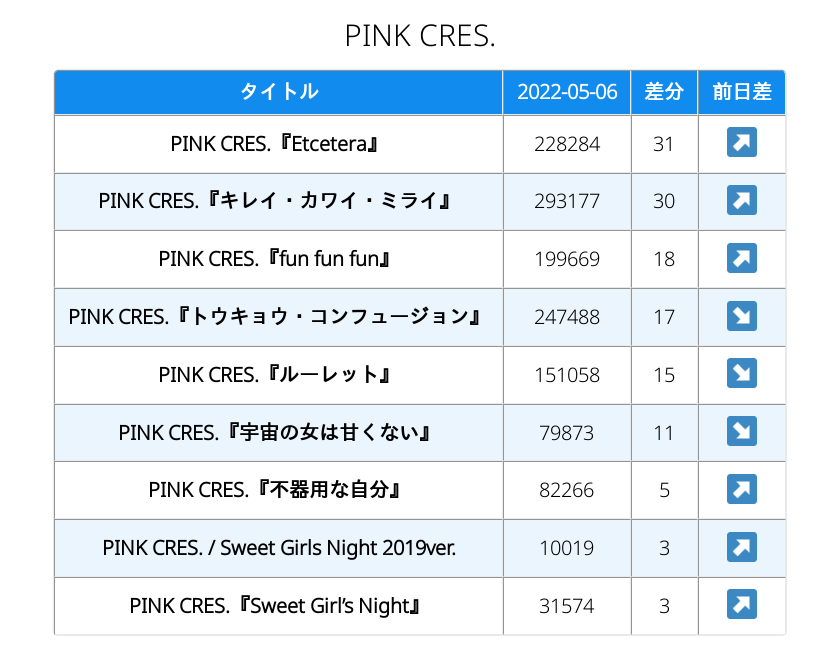 PINK CRES.
タイトル 2022-05-06 差分 前日差
PINK CRES.『Etcetera』 228284 31 ↗
PINK CRES.『キレイ・カワイ・ミライ』 293177 30 ↗
PINK CRES.『fun fun fun』 199669 18 ↗
PINK CRES.『トウキョウ・コンフュージョン』 247488 17 ↘
PINK CRES.『ルーレット』 151058 15 ↘
PINK CRES.『宇宙の女は甘くない』 79873 11 ↘
PINK CRES.『不器用な自分』 82266 5 ↗
PINK CRES. / Sweet Girls Night 2019ver. 10019 3 ↗
PINK CRES.『Sweet Girl’s Night』 31574 3 ↗